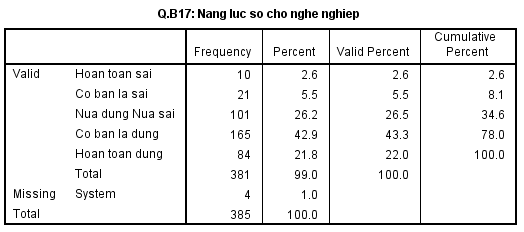 Q.B17: Nang luc so cho nghe nghiep
Frequency Percent Valid Percent Cumulative Percent
Valid Hoan toan sai 10 2.6 2.6 2.6
Co ban la sai 21 5.5 5.5 8.1
Nua dung Nua sai 101 26.2 26.5 34.6
Co ban la dung 165 42.9 43.3 78.0
Hoan toan dung 84 21.8 22.0 100.0
Total 381 99.0 100.0
Missing System 4 1.0
Total 385 100.0